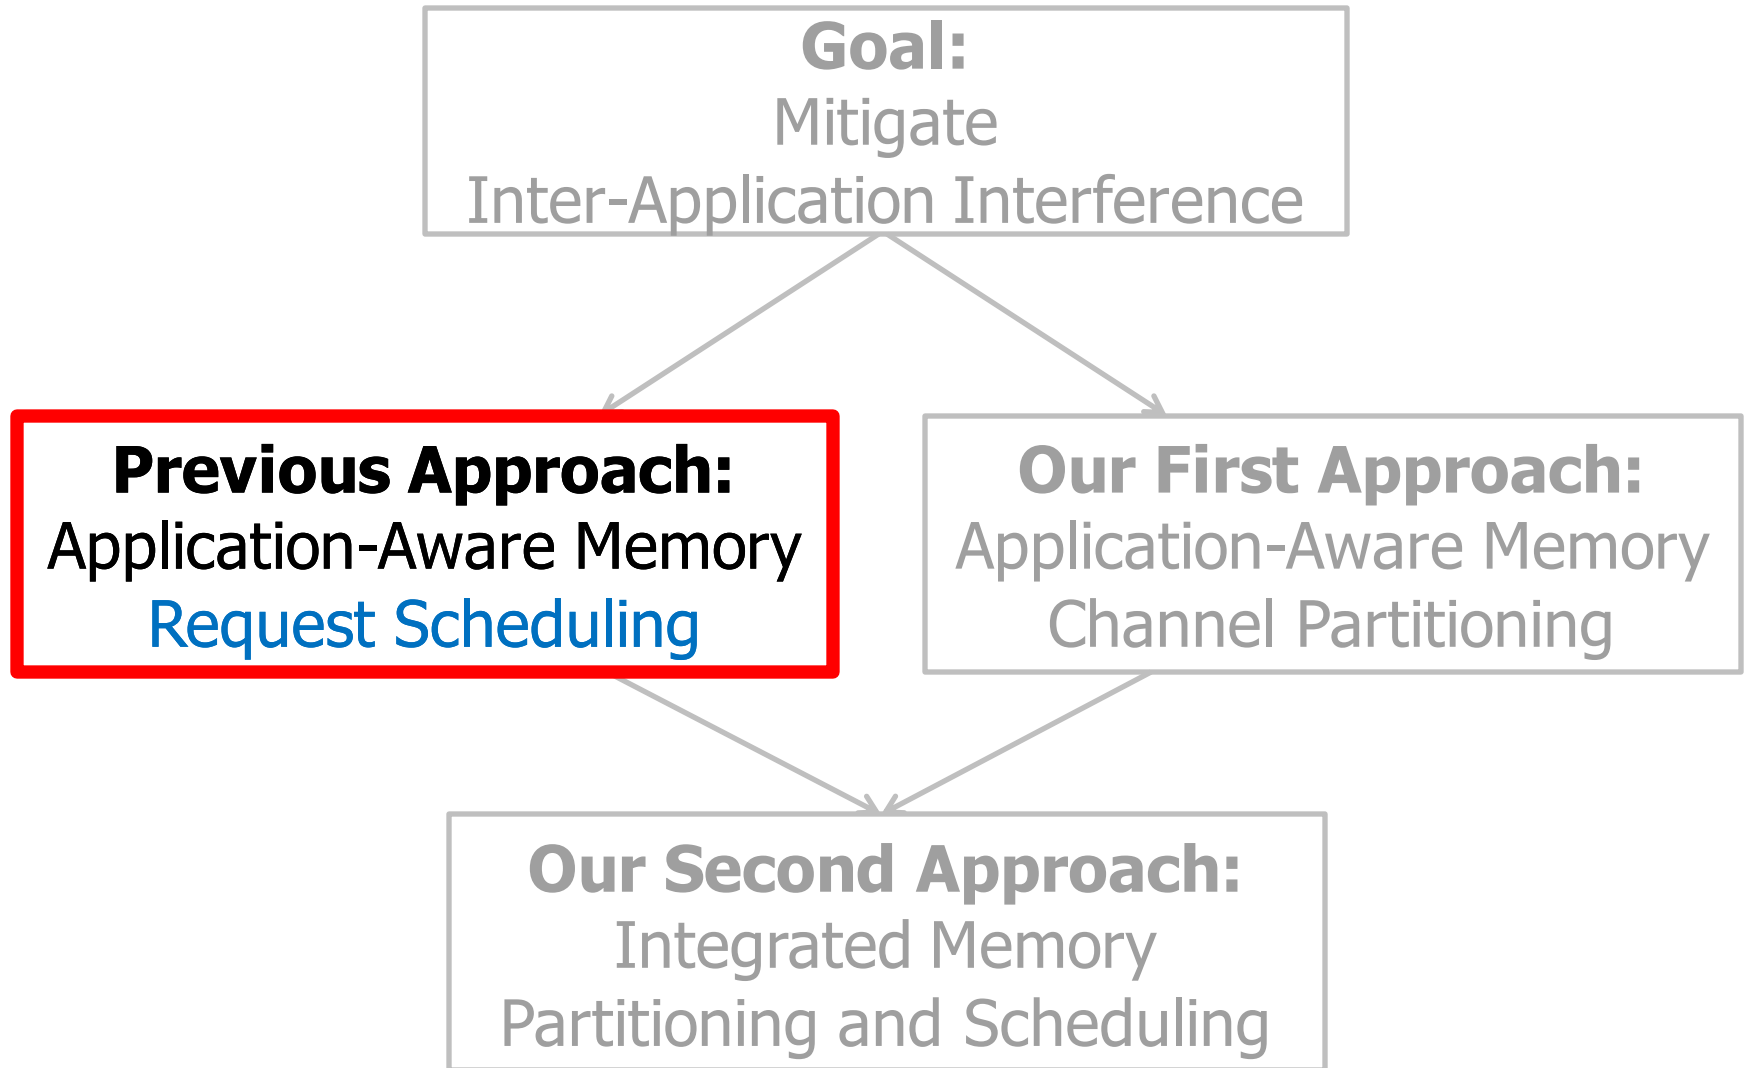 Goal:
Mitigate
Inter-Application Interference
Previous Approach:
Application-Aware Memory
Request Scheduling
Our First Approach:
Application-Aware Memory
Channel Partitioning
Our Second Approach:
Integrated Memory
Partitioning and Scheduling